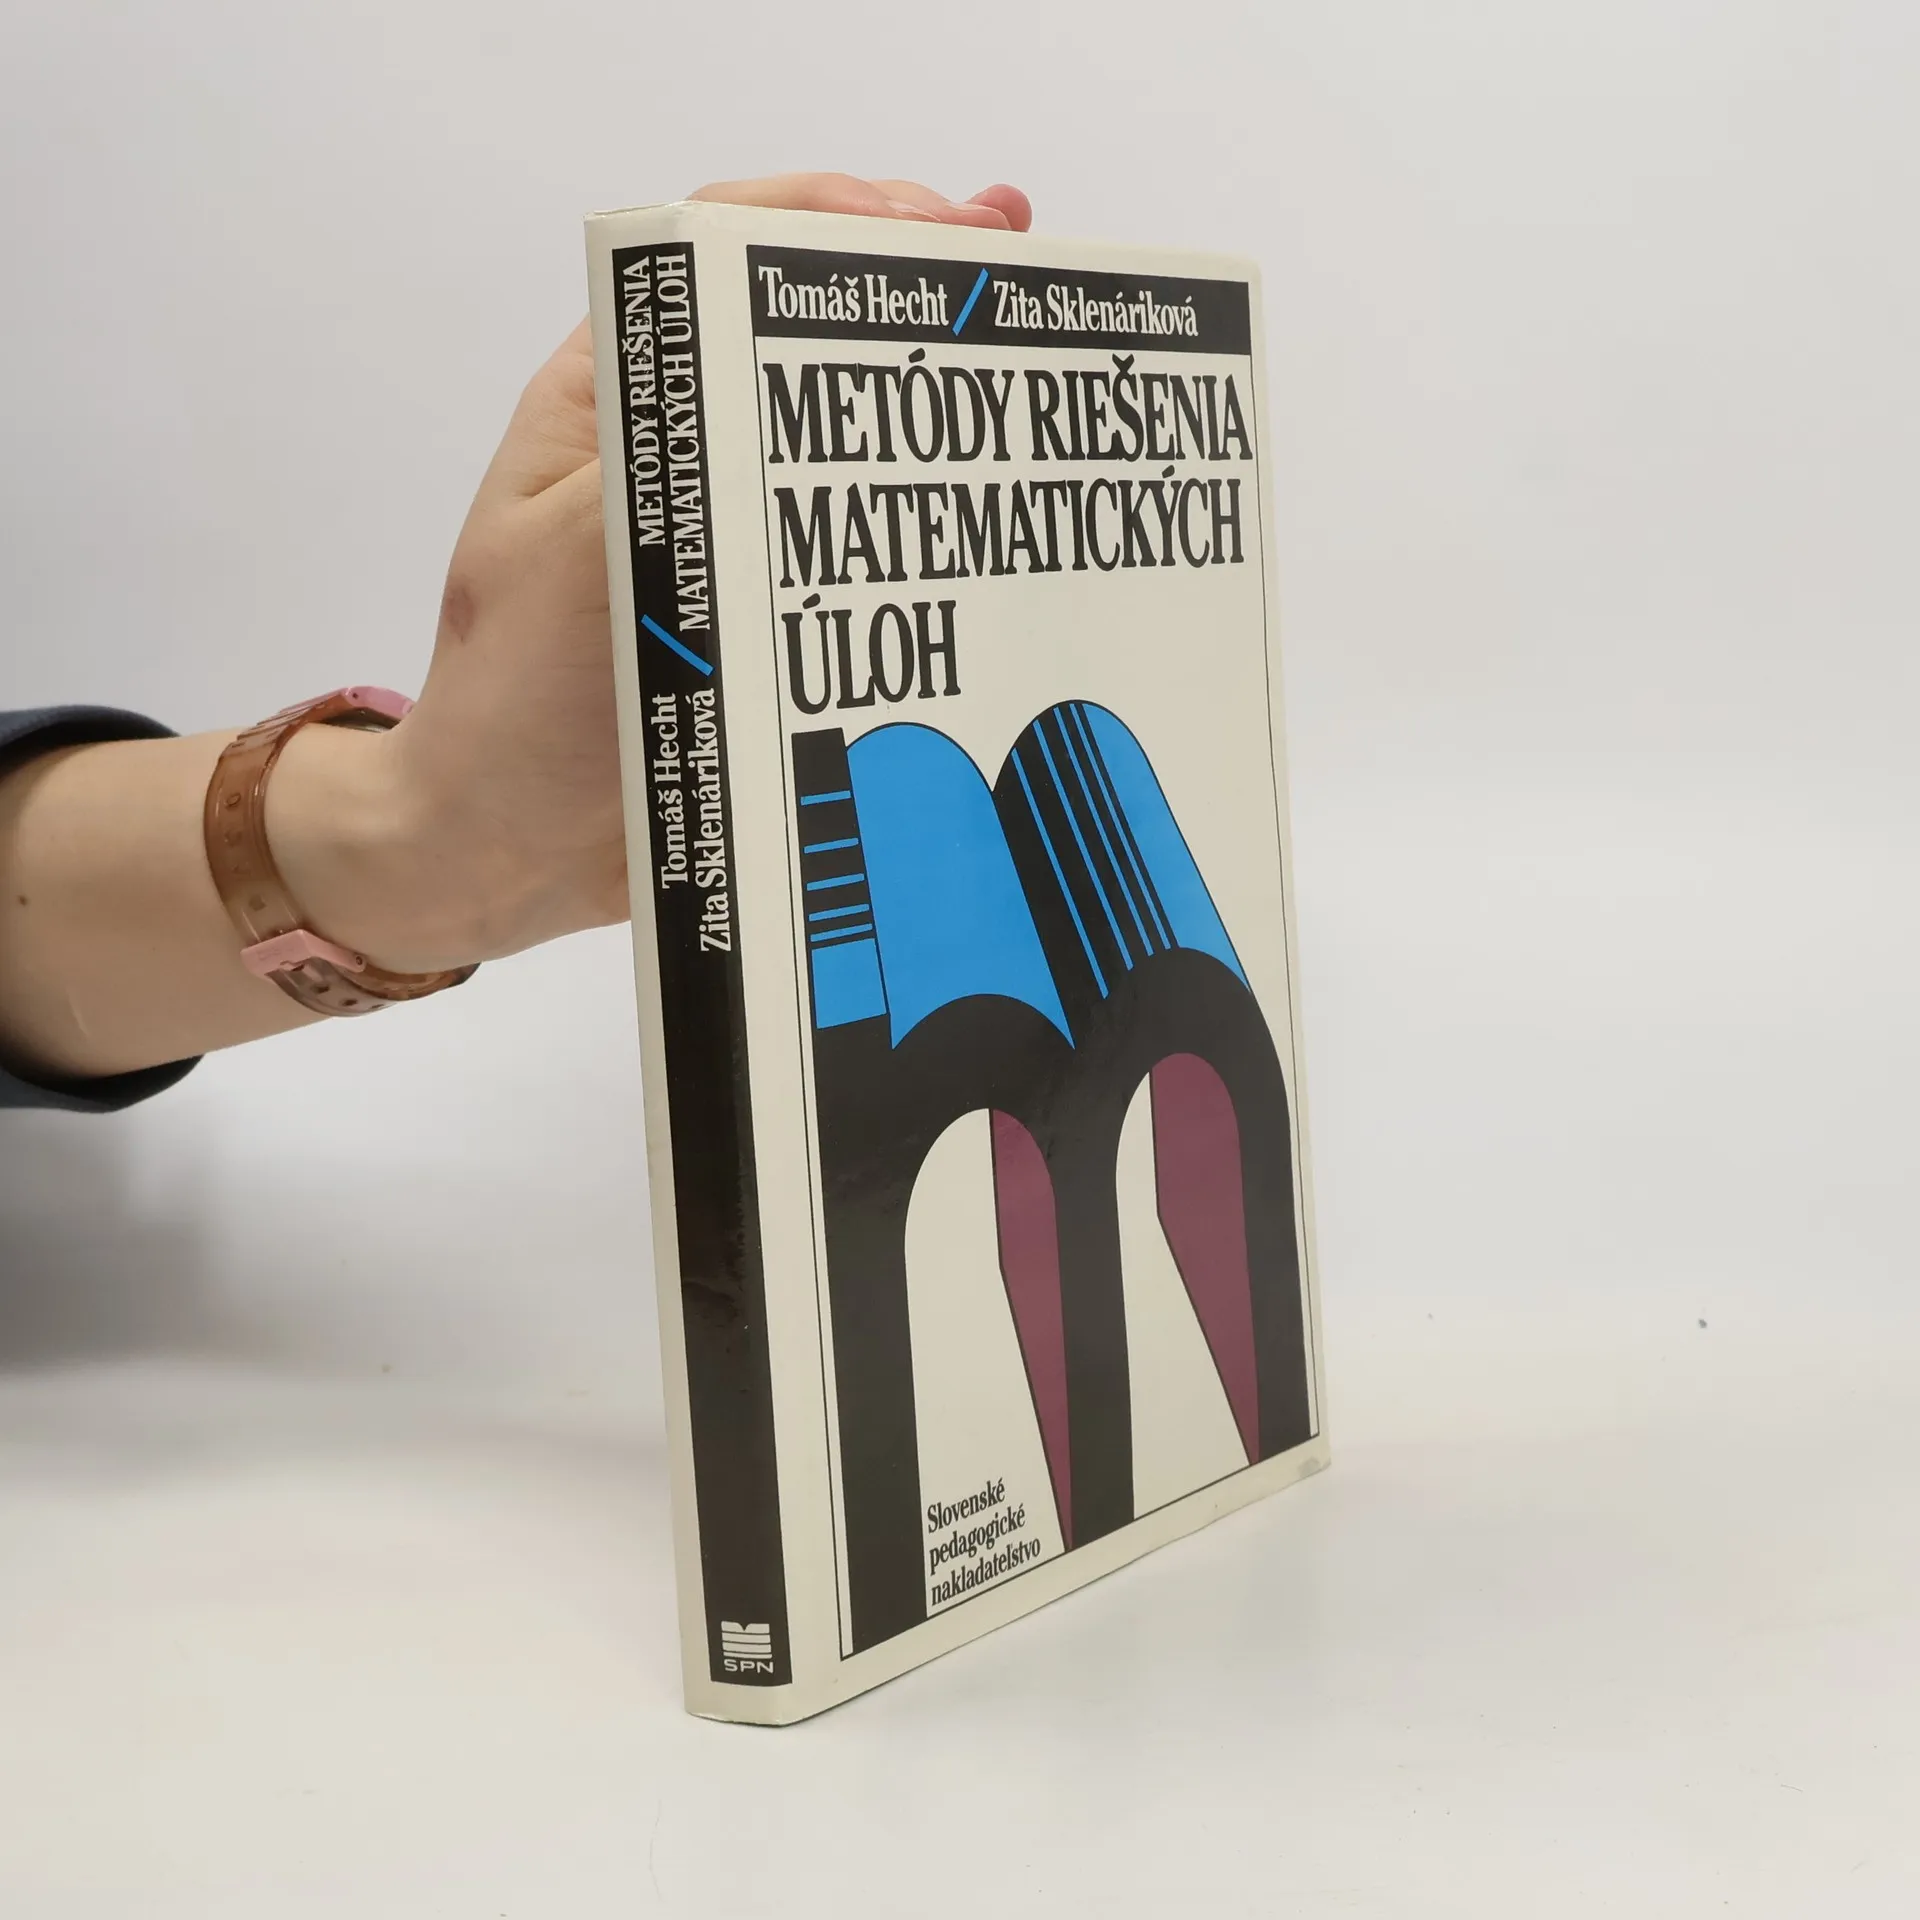 METÓDY RIEŠENIA
MATEMATICKÝCH ÚLOH
/
Tomáš Hecht
Zita Sklenáriková
SPN
Tomáš Hecht / Zita Sklenáriková
METÓDY RIEŠENIA
MATEMATICKÝCH
ÚLOH
Slovenské
pedagogické
nakladateľstvo